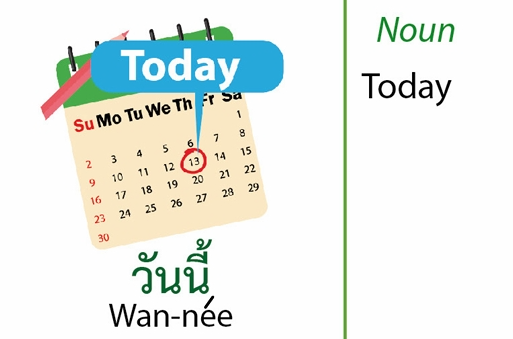 Today
Su Mo Tu We Th Fr Sa
1
2 3 4 5 6 7 8
9 10 11 12 13 14 15
16 17 18 19 20 21 22
23 24 25 26 27 28 29
30
วันนี้
Wan-née
Noun
Today